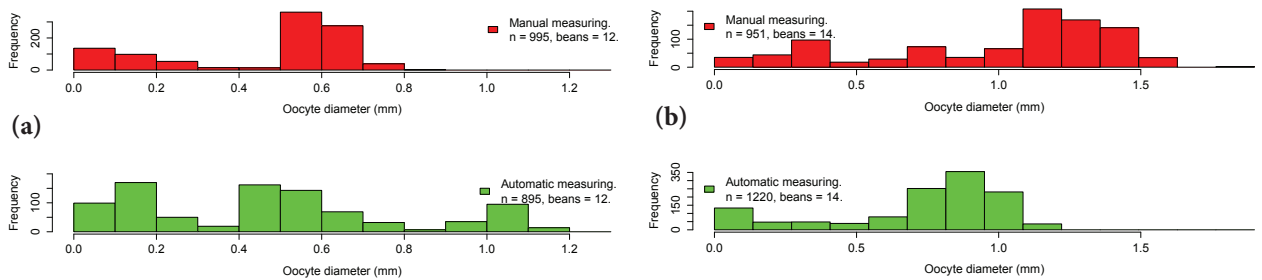 Frequency
0
200
Manual measuring.
n = 995, beans = 12.
0.0 0.2 0.4 0.6 0.8 1.0 1.2
Oocyte diameter (mm)
(a)
Frequency
0
100
Manual measuring.
n = 951, beans = 14.
0.0 0.5 1.0 1.5
Oocyte diameter (mm)
(b)
Frequency
0
100
Automatic measuring.
n = 895, beans = 12.
0.0 0.2 0.4 0.6 0.8 1.0 1.2
Oocyte diameter (mm)
Frequency
0
150
350
Automatic measuring.
n = 1220, beans = 14.
0.0 0.5 1.0 1.5
Oocyte diameter (mm)